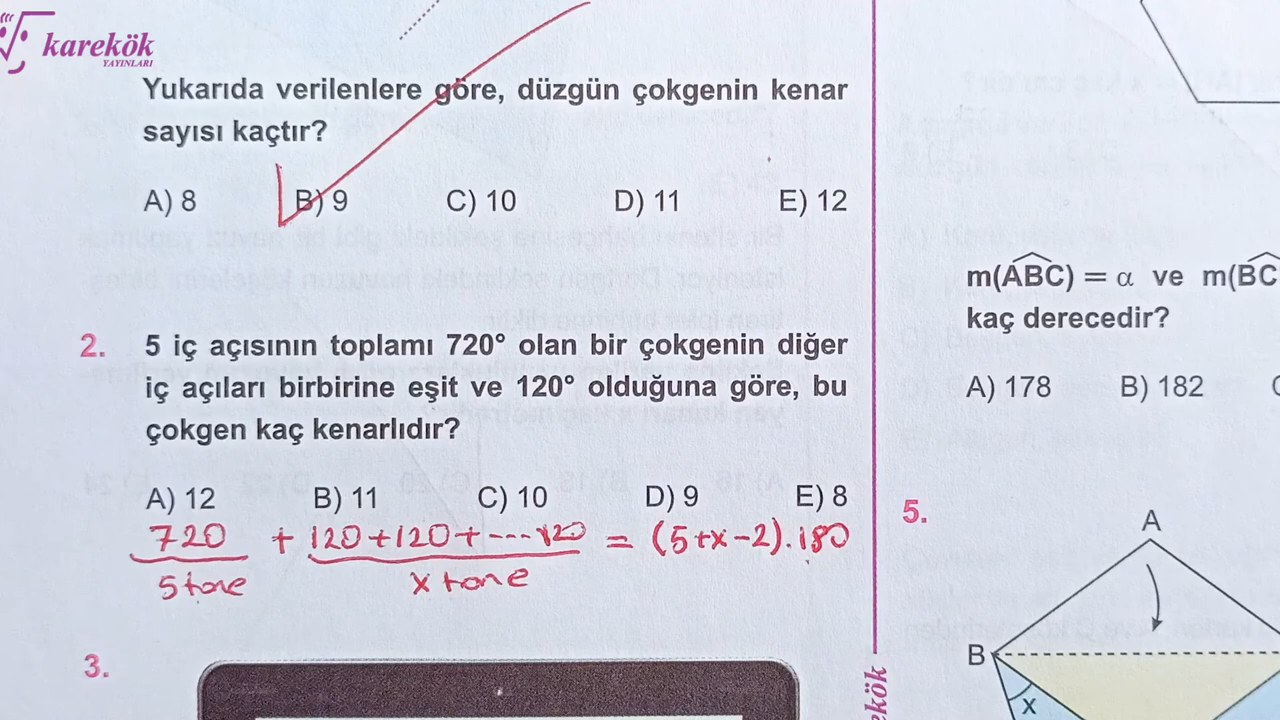 karekök
YAYINLARI
Yukarıda verilenlere göre, düzgün çokgenin kenar
sayısı kaçtır?
A) 8 B) 9 C) 10 D) 11 E) 12
2. 5 iç açısının toplamı 720° olan bir çokgenin diğer
iç açıları birbirine eşit ve 120° olduğuna göre, bu
çokgen kaç kenarlıdır?
A) 12 B) 11 C) 10 D) 9 E) 8
720 + 120+120+---120 = (5+x-2).180
5 tane x tane
3.
ekök
m(ABC) = α ve m(BC
kaç derecedir?
A) 178 B) 182
5.
A
B
x